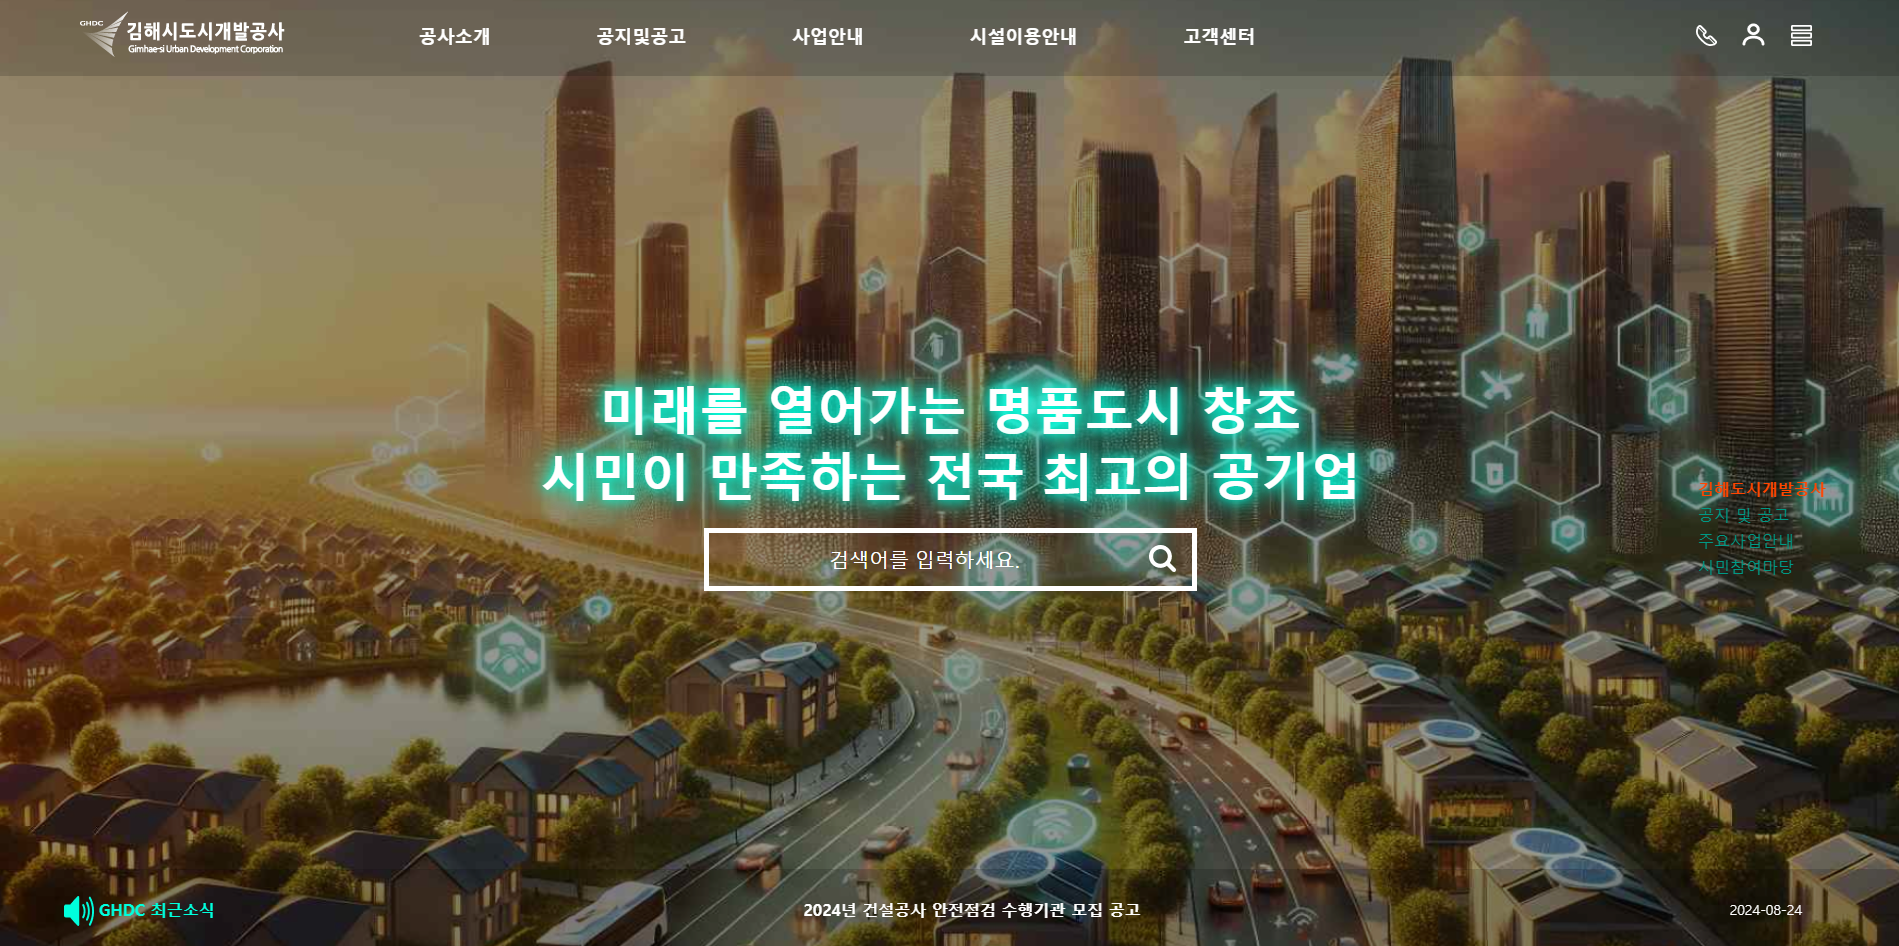 GHDC
김해시도시개발공사
Gimhae-si Urban Development Corporation
공사소개
공지및공고
사업안내
시설이용안내
고객센터
미래를 열어가는 명품도시 창조
시민이 만족하는 전국 최고의 공기업
검색어를 입력하세요.
김해도시개발공사
공지 및 공고
주요사업안내
시민참여마당
GHDC 최근소식
2024년 건설공사 안전점검 수행기관 모집 공고
2024-08-24